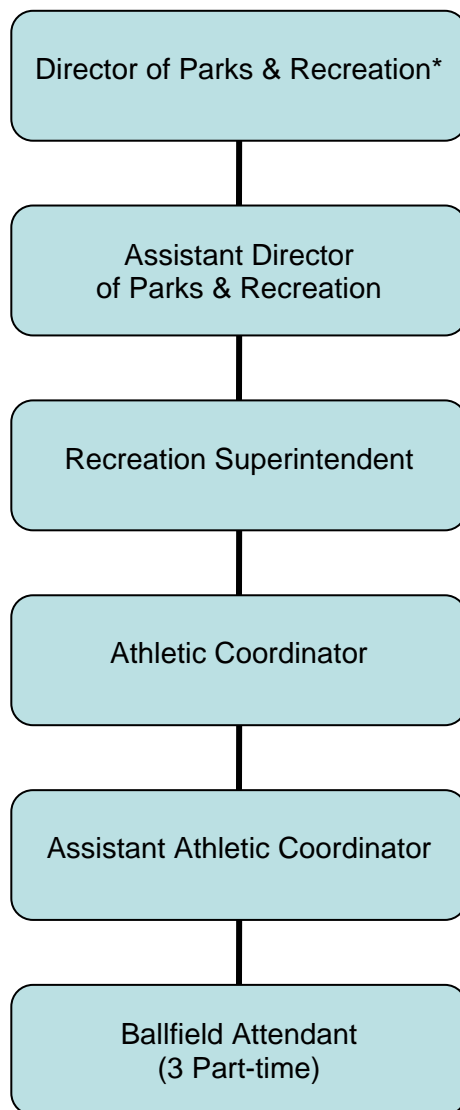 Director of Parks & Recreation*
Assistant Director
of Parks & Recreation
Recreation Superintendent
Athletic Coordinator
Assistant Athletic Coordinator
Ballfield Attendant
(3 Part-time)